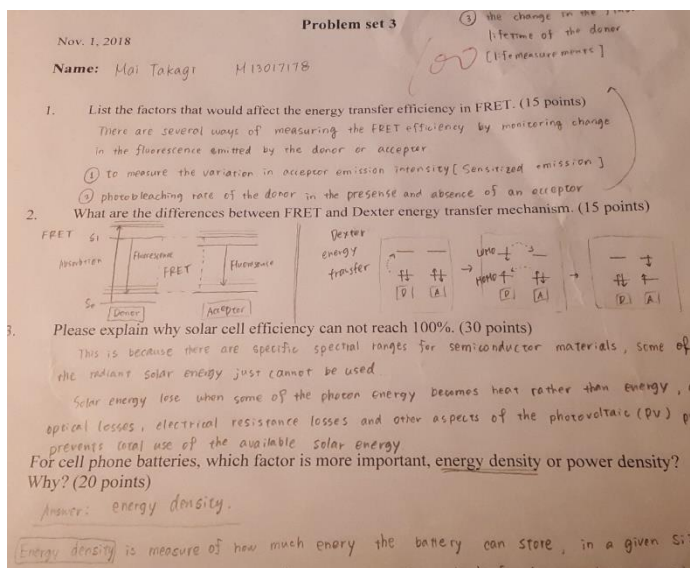 Problem set 3
Nov. 1, 2018
③ the change in the
lifetime of the donor
[life measurements]
100
Name: Moi Takagi M13017178
1. List the factors that would affect the energy transfer efficiency in FRET. (15 points)
There are several ways of measuring the FRET efficiency by monitoring change
in the fluorescence emitted by the donor or acceptor
① to measure the variation in acceptor emission intensity [Sensitized emission]
② photobleaching rate of the donor in the presense and absence of an acceptor
2. What are the differences between FRET and Dexter energy transfer mechanism. (15 points)
FRET S1
Absorption Fluorescence FRET Fluorescence
So
Donor Acceptor
Dexter
energy
transfer
LUMO
HOMO
D A D A D A
3. Please explain why solar cell efficiency can not reach 100%. (30 points)
This is because there are specific spectral ranges for semiconductor materials, some of
the radiant solar energy just cannot be used
Solar energy lose when some of the photon energy becomes heat rather than energy,
optical losses, electrical resistance losses and other aspects of the photovoltaic (PV)
prevents total use of the available solar energy
For cell phone batteries, which factor is more important, energy density or power density?
Why? (20 points)
Answer: energy density.
Energy density is measure of how much enery the battery can store, in a given